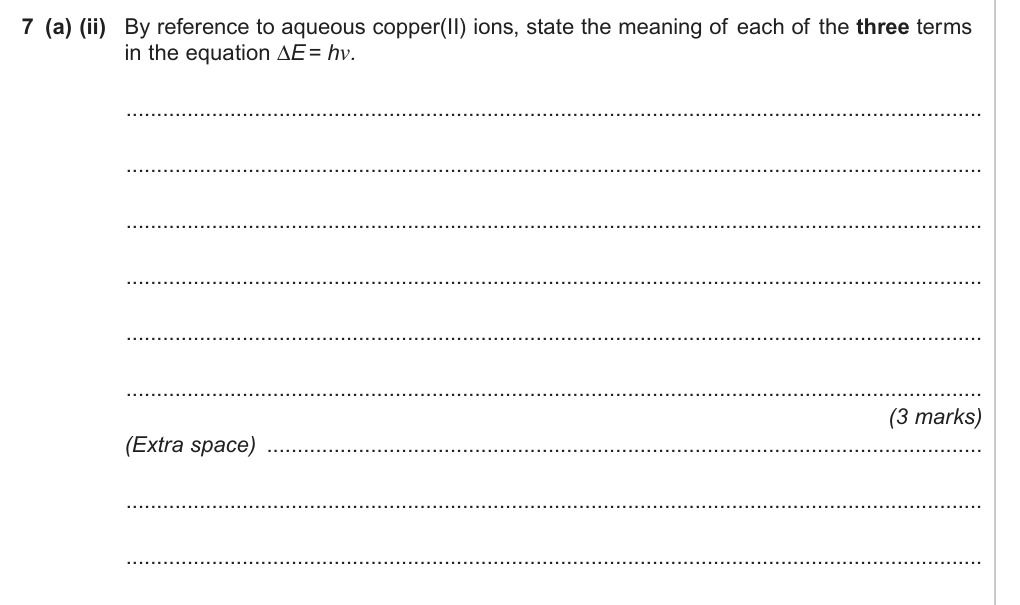 7 (a) (ii) By reference to aqueous copper(II) ions, state the meaning of each of the three terms
in the equation ΔE = hν.
(3 marks)
(Extra space)